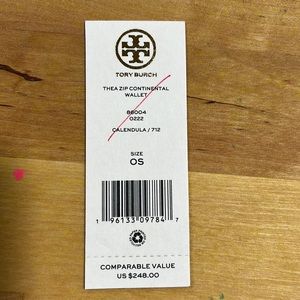 TORY BURCH
THEA ZIP CONTINENTAL
WALLET
86004
0222
CALENDULA / 712
SIZE
OS
1 96133 09784 7
COMPARABLE VALUE
US $248.00